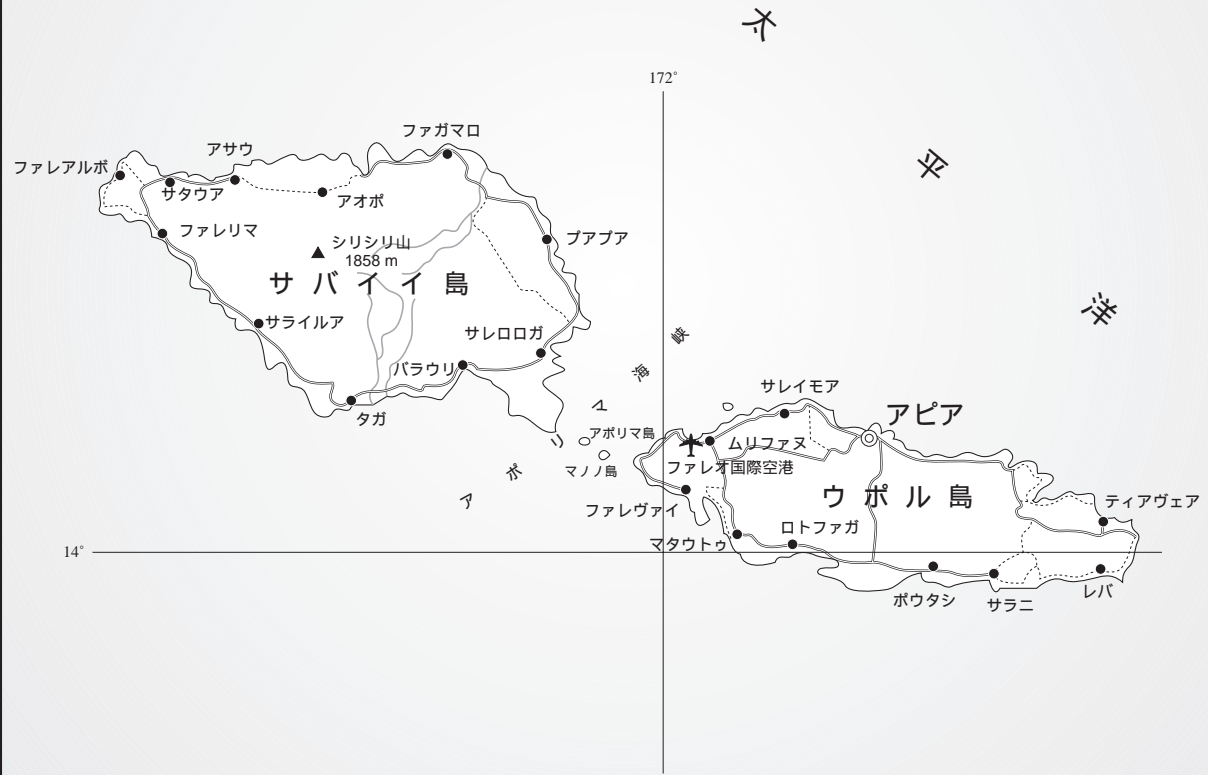 太平洋
172°
ファガマロ
アサウ
ファレアルポ
サタウア
アオポ
ファレリマ
シリシリ山
1858 m
プアプア
サバイイ島
サライルア
サレロロガ
バラウリ
タガ
アポリマ海峡
サレイモア
アピア
アポリマ島
ムリファヌ
マノノ島
ファレオ国際空港
ウポル島
ティアヴェア
ファレヴァイ
ロトファガ
マタウトゥ
14°
ポウタシ
サラニ
レパ